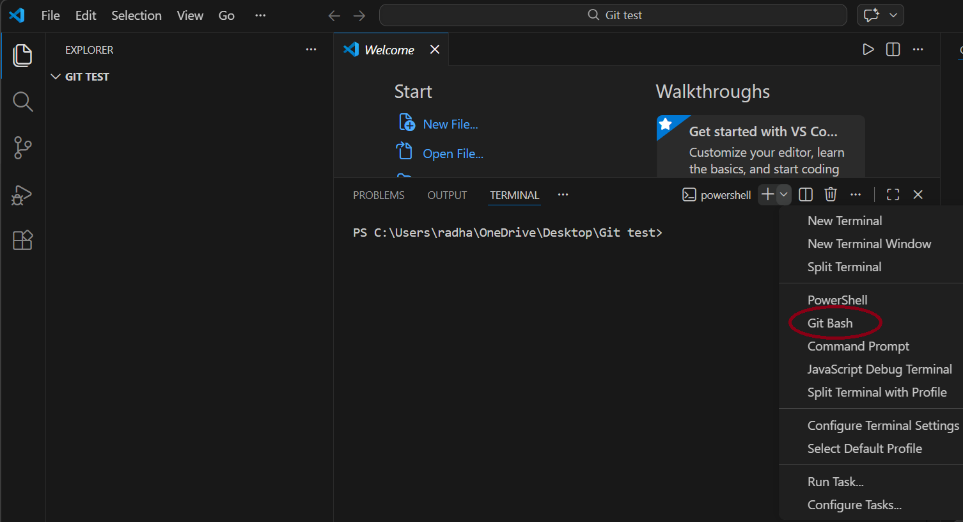 File Edit Selection View Go ···
Git test
EXPLORER ···
GIT TEST
Welcome
Start
New File...
Open File...
Walkthroughs
Get started with VS Co...
Customize your editor, learn
the basics, and start coding
PROBLEMS OUTPUT TERMINAL ···
powershell
PS C:\Users\radha\OneDrive\Desktop\Git test>
New Terminal
New Terminal Window
Split Terminal
PowerShell
Git Bash
Command Prompt
JavaScript Debug Terminal
Split Terminal with Profile
Configure Terminal Settings
Select Default Profile
Run Task...
Configure Tasks...